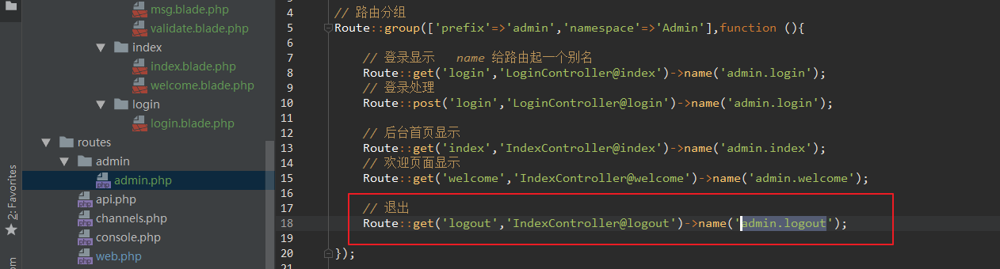 msg.blade.php
validate.blade.php
index
index.blade.php
welcome.blade.php
login
login.blade.php
routes
admin
admin.php
api.php
channels.php
console.php
web.php
2: Favorites
4 // 路由分组
5 Route::group(['prefix'=>'admin','namespace'=>'Admin'],function (){
6
7 // 登录显示 name 给路由起一个别名
8 Route::get('login','LoginController@index')->name('admin.login');
9 // 登录处理
10 Route::post('login','LoginController@login')->name('admin.login');
11
12 // 后台首页显示
13 Route::get('index','IndexController@index')->name('admin.index');
14 // 欢迎页面显示
15 Route::get('welcome','IndexController@welcome')->name('admin.welcome');
16
17 // 退出
18 Route::get('logout','IndexController@logout')->name('admin.logout');
19
20 });
21